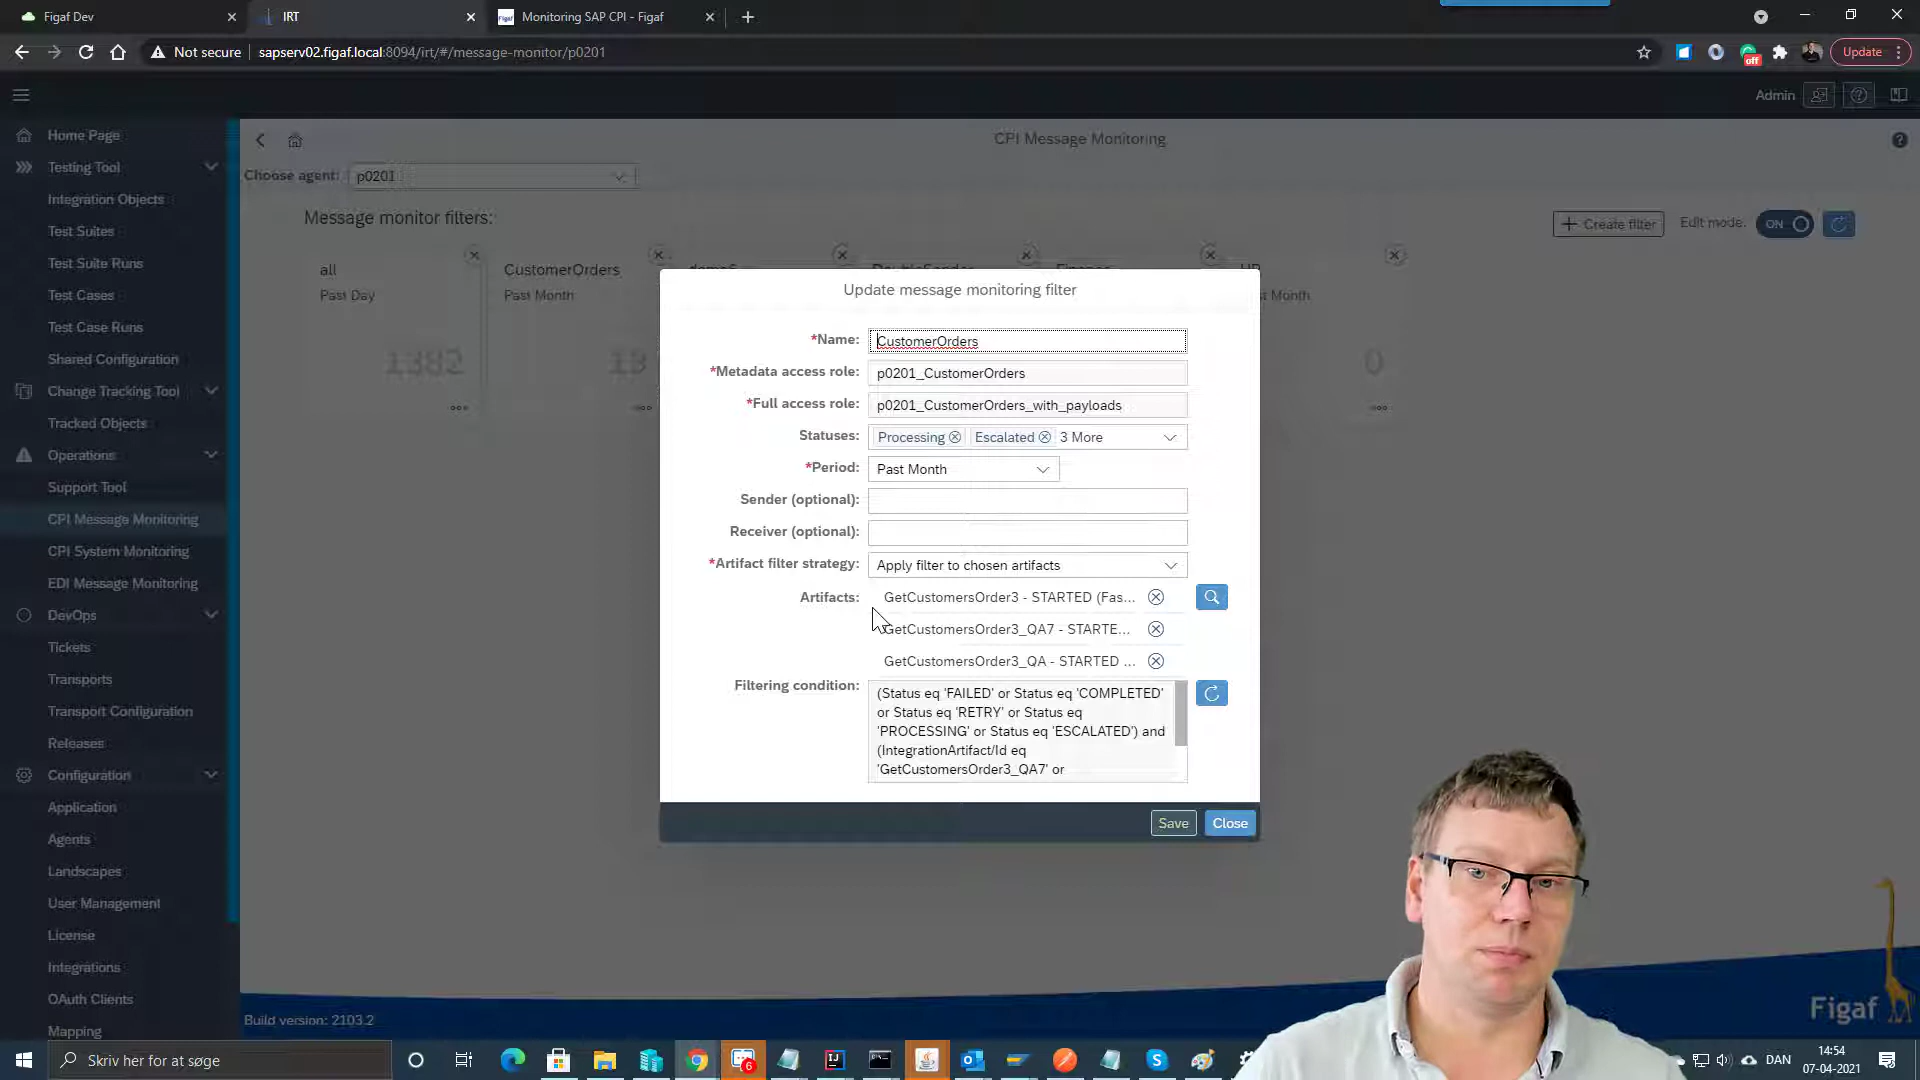 Figaf Dev
IRT
Monitoring SAP CPI - Figaf
Not secure
sapserv02.figaf.local:8094/irt/#/message-monitor/p0201
off
Update
Admin
Home Page
Testing Tool
Integration Objects
Test Suites
Test Suite Runs
Test Cases
Test Case Runs
Shared Configuration
Change Tracking Tool
Tracked Objects
Operations
Support Tool
CPI Message Monitoring
CPI System Monitoring
EDI Message Monitoring
DevOps
Tickets
Transports
Transport Configuration
Releases
Configuration
Application
Agents
Landscapes
User Management
License
Integrations
OAuth Clients
Mapping
CPI Message Monitoring
Choose agent: p0201
Message monitor filters:
Create filter
Edit mode: ON
all
Past Day
1382
CustomerOrders
Past Month
t Month
0
Update message monitoring filter
*Name: CustomerOrders
*Metadata access role: p0201_CustomerOrders
*Full access role: p0201_CustomerOrders_with_payloads
Statuses: Processing Escalated 3 More
*Period: Past Month
Sender (optional):
Receiver (optional):
*Artifact filter strategy: Apply filter to chosen artifacts
Artifacts: GetCustomersOrder3 - STARTED (Fas...
GetCustomersOrder3_QA7 - STARTE...
GetCustomersOrder3_QA - STARTED ...
Filtering condition: (Status eq 'FAILED' or Status eq 'COMPLETED'
or Status eq 'RETRY' or Status eq
'PROCESSING' or Status eq 'ESCALATED') and
(IntegrationArtifact/Id eq
'GetCustomersOrder3_QA7' or
Save
Close
Build version: 2103.2
Figaf
Skriv her for at søge
6
DAN
14:54
07-04-2021